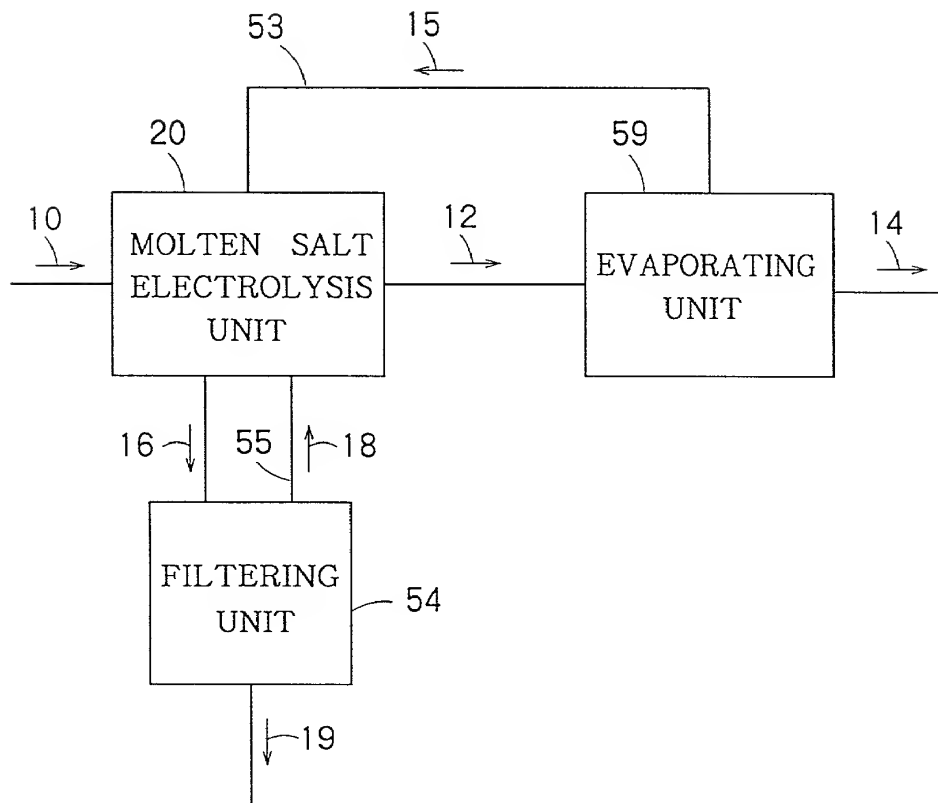 53
15
20
59
10
MOLTEN SALT
ELECTROLYSIS
UNIT
12
EVAPORATING
UNIT
14
16
55
18
FILTERING
UNIT
54
19